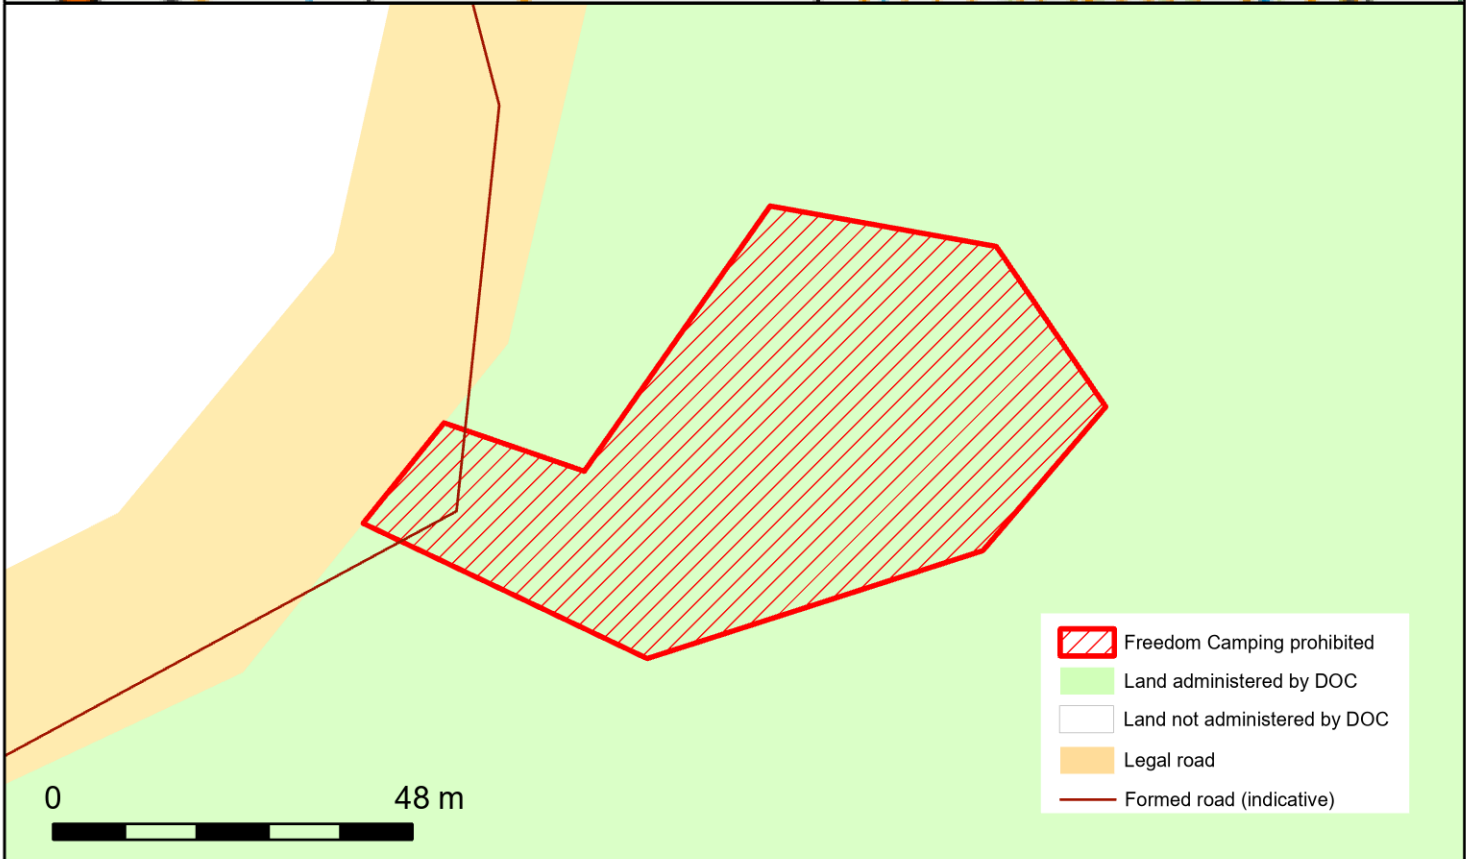 Freedom Camping prohibited
Land administered by DOC
Land not administered by DOC
Legal road
Formed road (indicative)
0 48 m